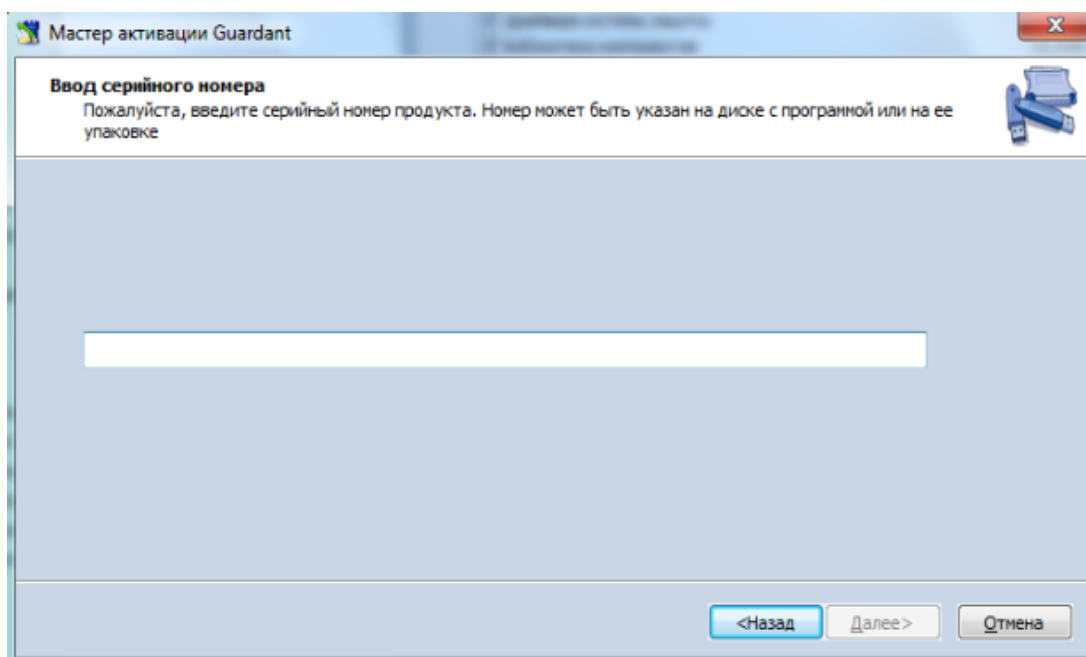 Мастер активации Guardant
Ввод серийного номера
Пожалуйста, введите серийный номер продукта. Номер может быть указан на диске с программой или на ее
упаковке
<Назад
Далее>
Отмена